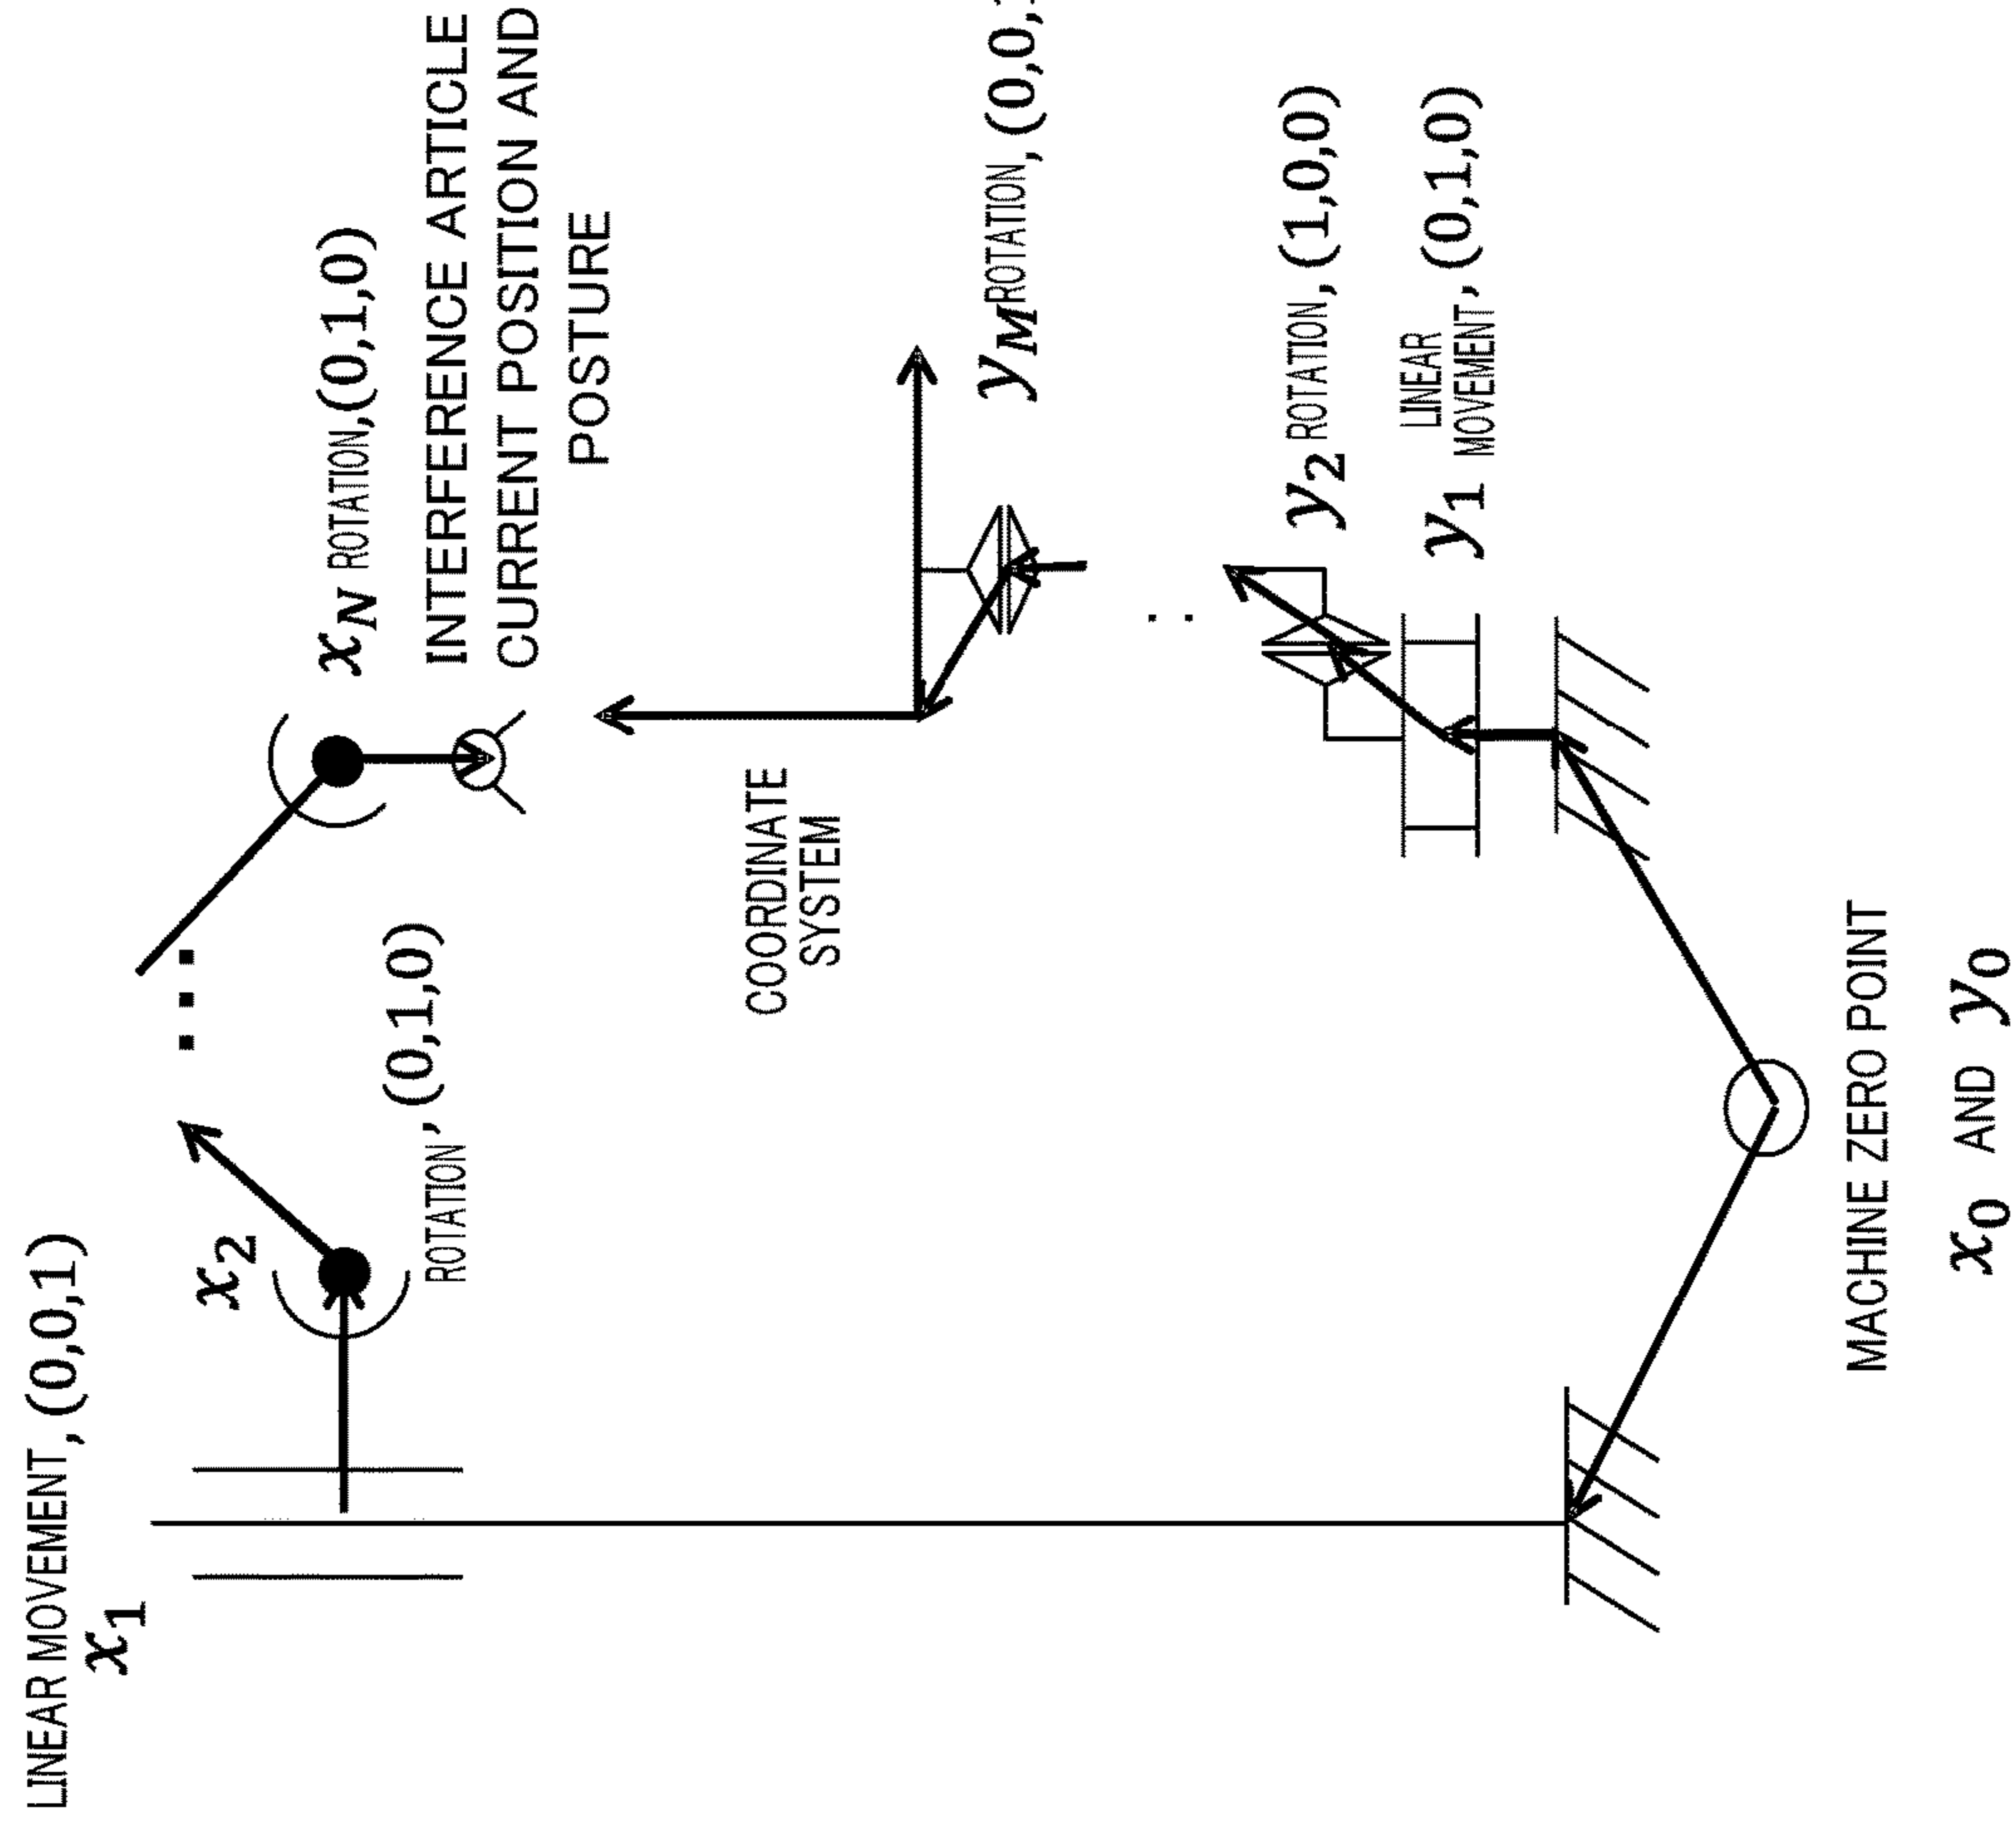 LINEAR MOVEMENT, (0,0,1)
x1
x2
ROTATION, (0,1,0)
...
xN ROTATION,(0,1,0)
INTERFERENCE ARTICLE
CURRENT POSITION AND
POSTURE
COORDINATE
SYSTEM
yM ROTATION, (0,0,
y2 ROTATION, (1,0,0)
LINEAR
y1 MOVEMENT, (0,1,0)
MACHINE ZERO POINT
x0 AND y0